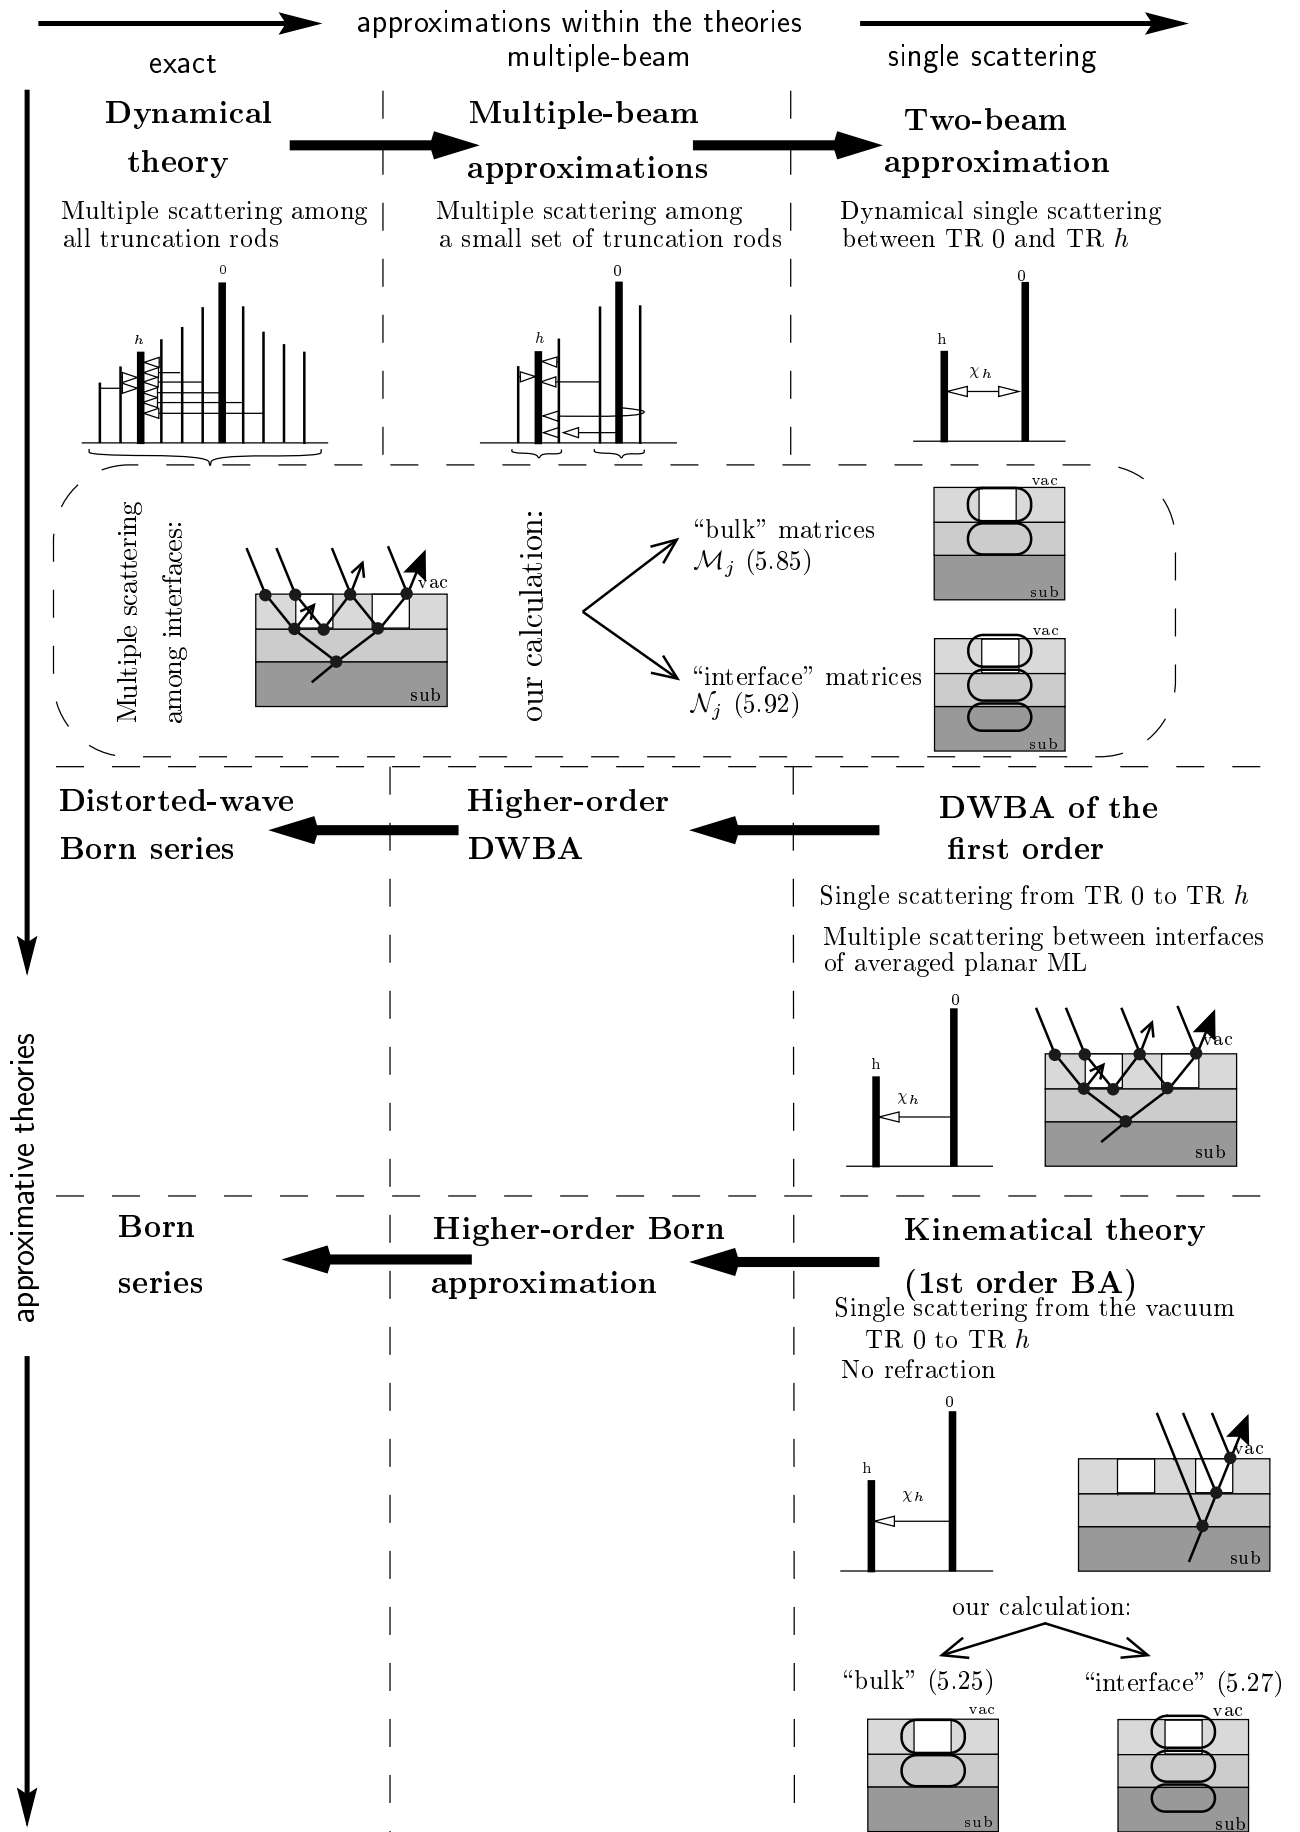 approximations within the theories
exact
multiple-beam
single scattering
Dynamical
theory
Multiple scattering among
all truncation rods
0
h
Multiple-beam
approximations
Multiple scattering among
a small set of truncation rods
0
h
Two-beam
approximation
Dynamical single scattering
between TR 0 and TR h
0
h
χh
Multiple scattering
among interfaces:
vac
sub
our calculation:
“bulk” matrices
ℳj (5.85)
vac
sub
“interface” matrices
𝒩j (5.92)
vac
sub
approximative theories
Distorted-wave
Born series
Higher-order
DWBA
DWBA of the
first order
Single scattering from TR 0 to TR h
Multiple scattering between interfaces
of averaged planar ML
0
h
χh
vac
sub
Born
series
Higher-order Born
approximation
Kinematical theory
(1st order BA)
Single scattering from the vacuum
TR 0 to TR h
No refraction
0
h
χh
vac
sub
our calculation:
“bulk” (5.25)
vac
sub
“interface” (5.27)
vac
sub